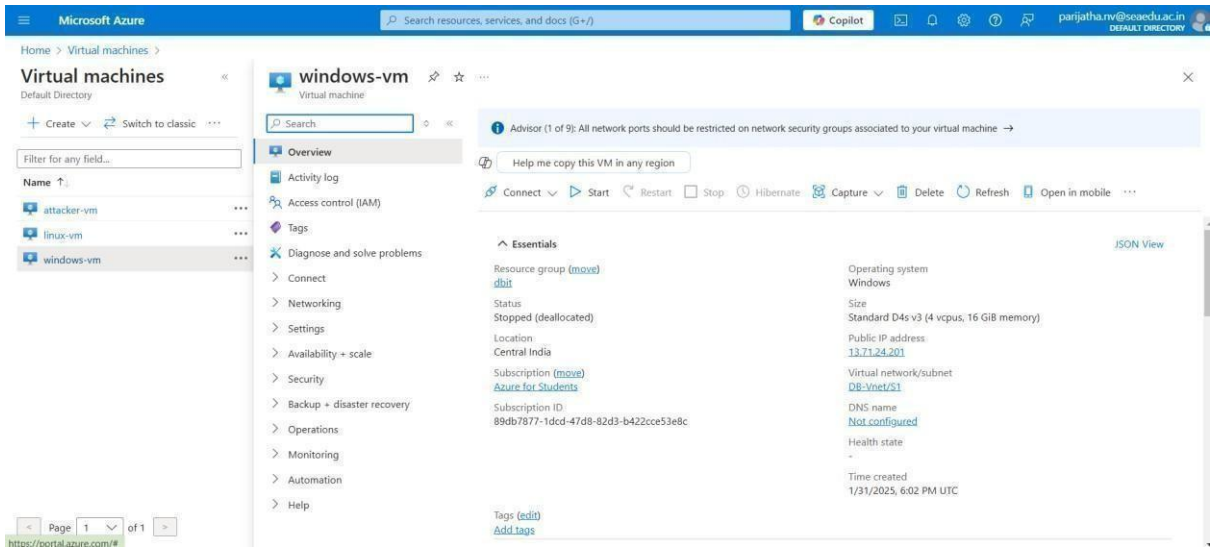 Microsoft Azure
Search resources, services, and docs (G+/)
Copilot
parijatha.nv@seaedu.ac.in
DEFAULT DIRECTORY
Home > Virtual machines >
Virtual machines
Default Directory
Create
Switch to classic
Filter for any field...
Name ↑
attacker-vm
linux-vm
windows-vm
< Page 1 of 1 >
https://portal.azure.com/#
windows-vm
Virtual machine
Search
Overview
Activity log
Access control (IAM)
Tags
Diagnose and solve problems
Connect
Networking
Settings
Availability + scale
Security
Backup + disaster recovery
Operations
Monitoring
Automation
Help
Advisor (1 of 9): All network ports should be restricted on network security groups associated to your virtual machine →
Help me copy this VM in any region
Connect Start Restart Stop Hibernate Capture Delete Refresh Open in mobile ···
Essentials
JSON View
Resource group (move)
dbit
Status
Stopped (deallocated)
Location
Central India
Subscription (move)
Azure for Students
Subscription ID
89db7877-1dcd-47d8-82d3-b422cce53e8c
Operating system
Windows
Size
Standard D4s v3 (4 vcpus, 16 GiB memory)
Public IP address
13.71.24.201
Virtual network/subnet
DB-Vnet/S1
DNS name
Not configured
Health state
-
Time created
1/31/2025, 6:02 PM UTC
Tags (edit)
Add tags